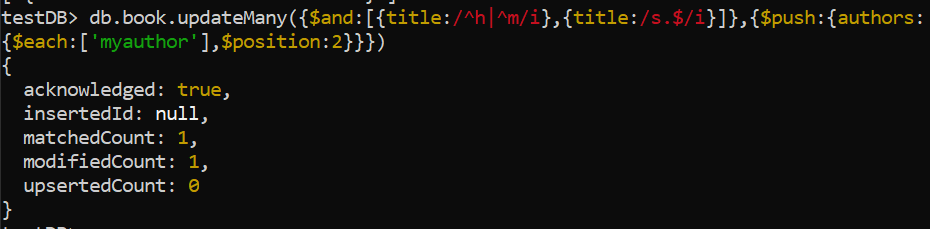 testDB> db.book.updateMany({$and:[{title:/^h|^m/i},{title:/s.$/i}]},{$push:{authors:
{$each:['myauthor'],$position:2}}})
{
  acknowledged: true,
  insertedId: null,
  matchedCount: 1,
  modifiedCount: 1,
  upsertedCount: 0
}